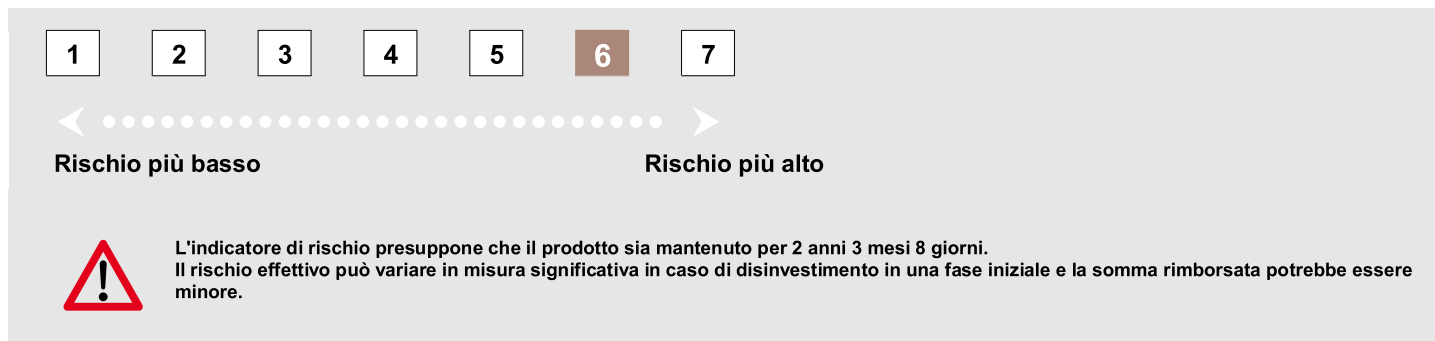 1 2 3 4 5 6 7
Rischio più basso Rischio più alto
L'indicatore di rischio presuppone che il prodotto sia mantenuto per 2 anni 3 mesi 8 giorni.
Il rischio effettivo può variare in misura significativa in caso di disinvestimento in una fase iniziale e la somma rimborsata potrebbe essere
minore.